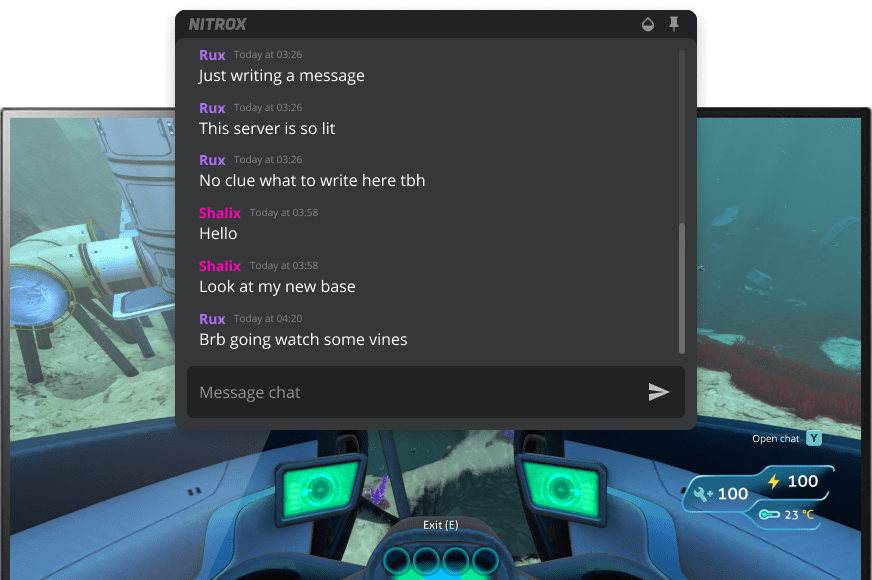 NITROX
Rux Today at 03:26
Just writing a message
Rux Today at 03:26
This server is so lit
Rux Today at 03:26
No clue what to write here tbh
Shalix Today at 03:58
Hello
Shalix Today at 03:58
Look at my new base
Rux Today at 04:20
Brb going watch some vines
Message chat
Open chat Y
100
100
23 °C
Exit (E)